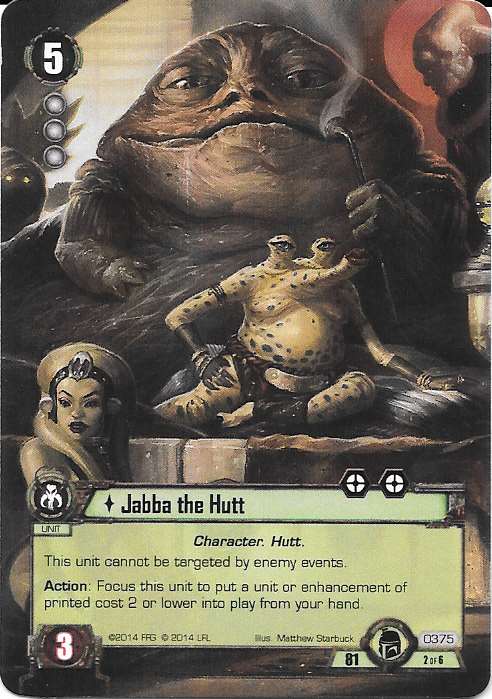 5
✦ Jabba the Hutt
UNIT
Character. Hutt.
This unit cannot be targeted by enemy events.
Action: Focus this unit to put a unit or enhancement of
printed cost 2 or lower into play from your hand.
3
©2014 FFG © 2014 LFL Illus. Matthew Starbuck 0375
81 2 OF 6